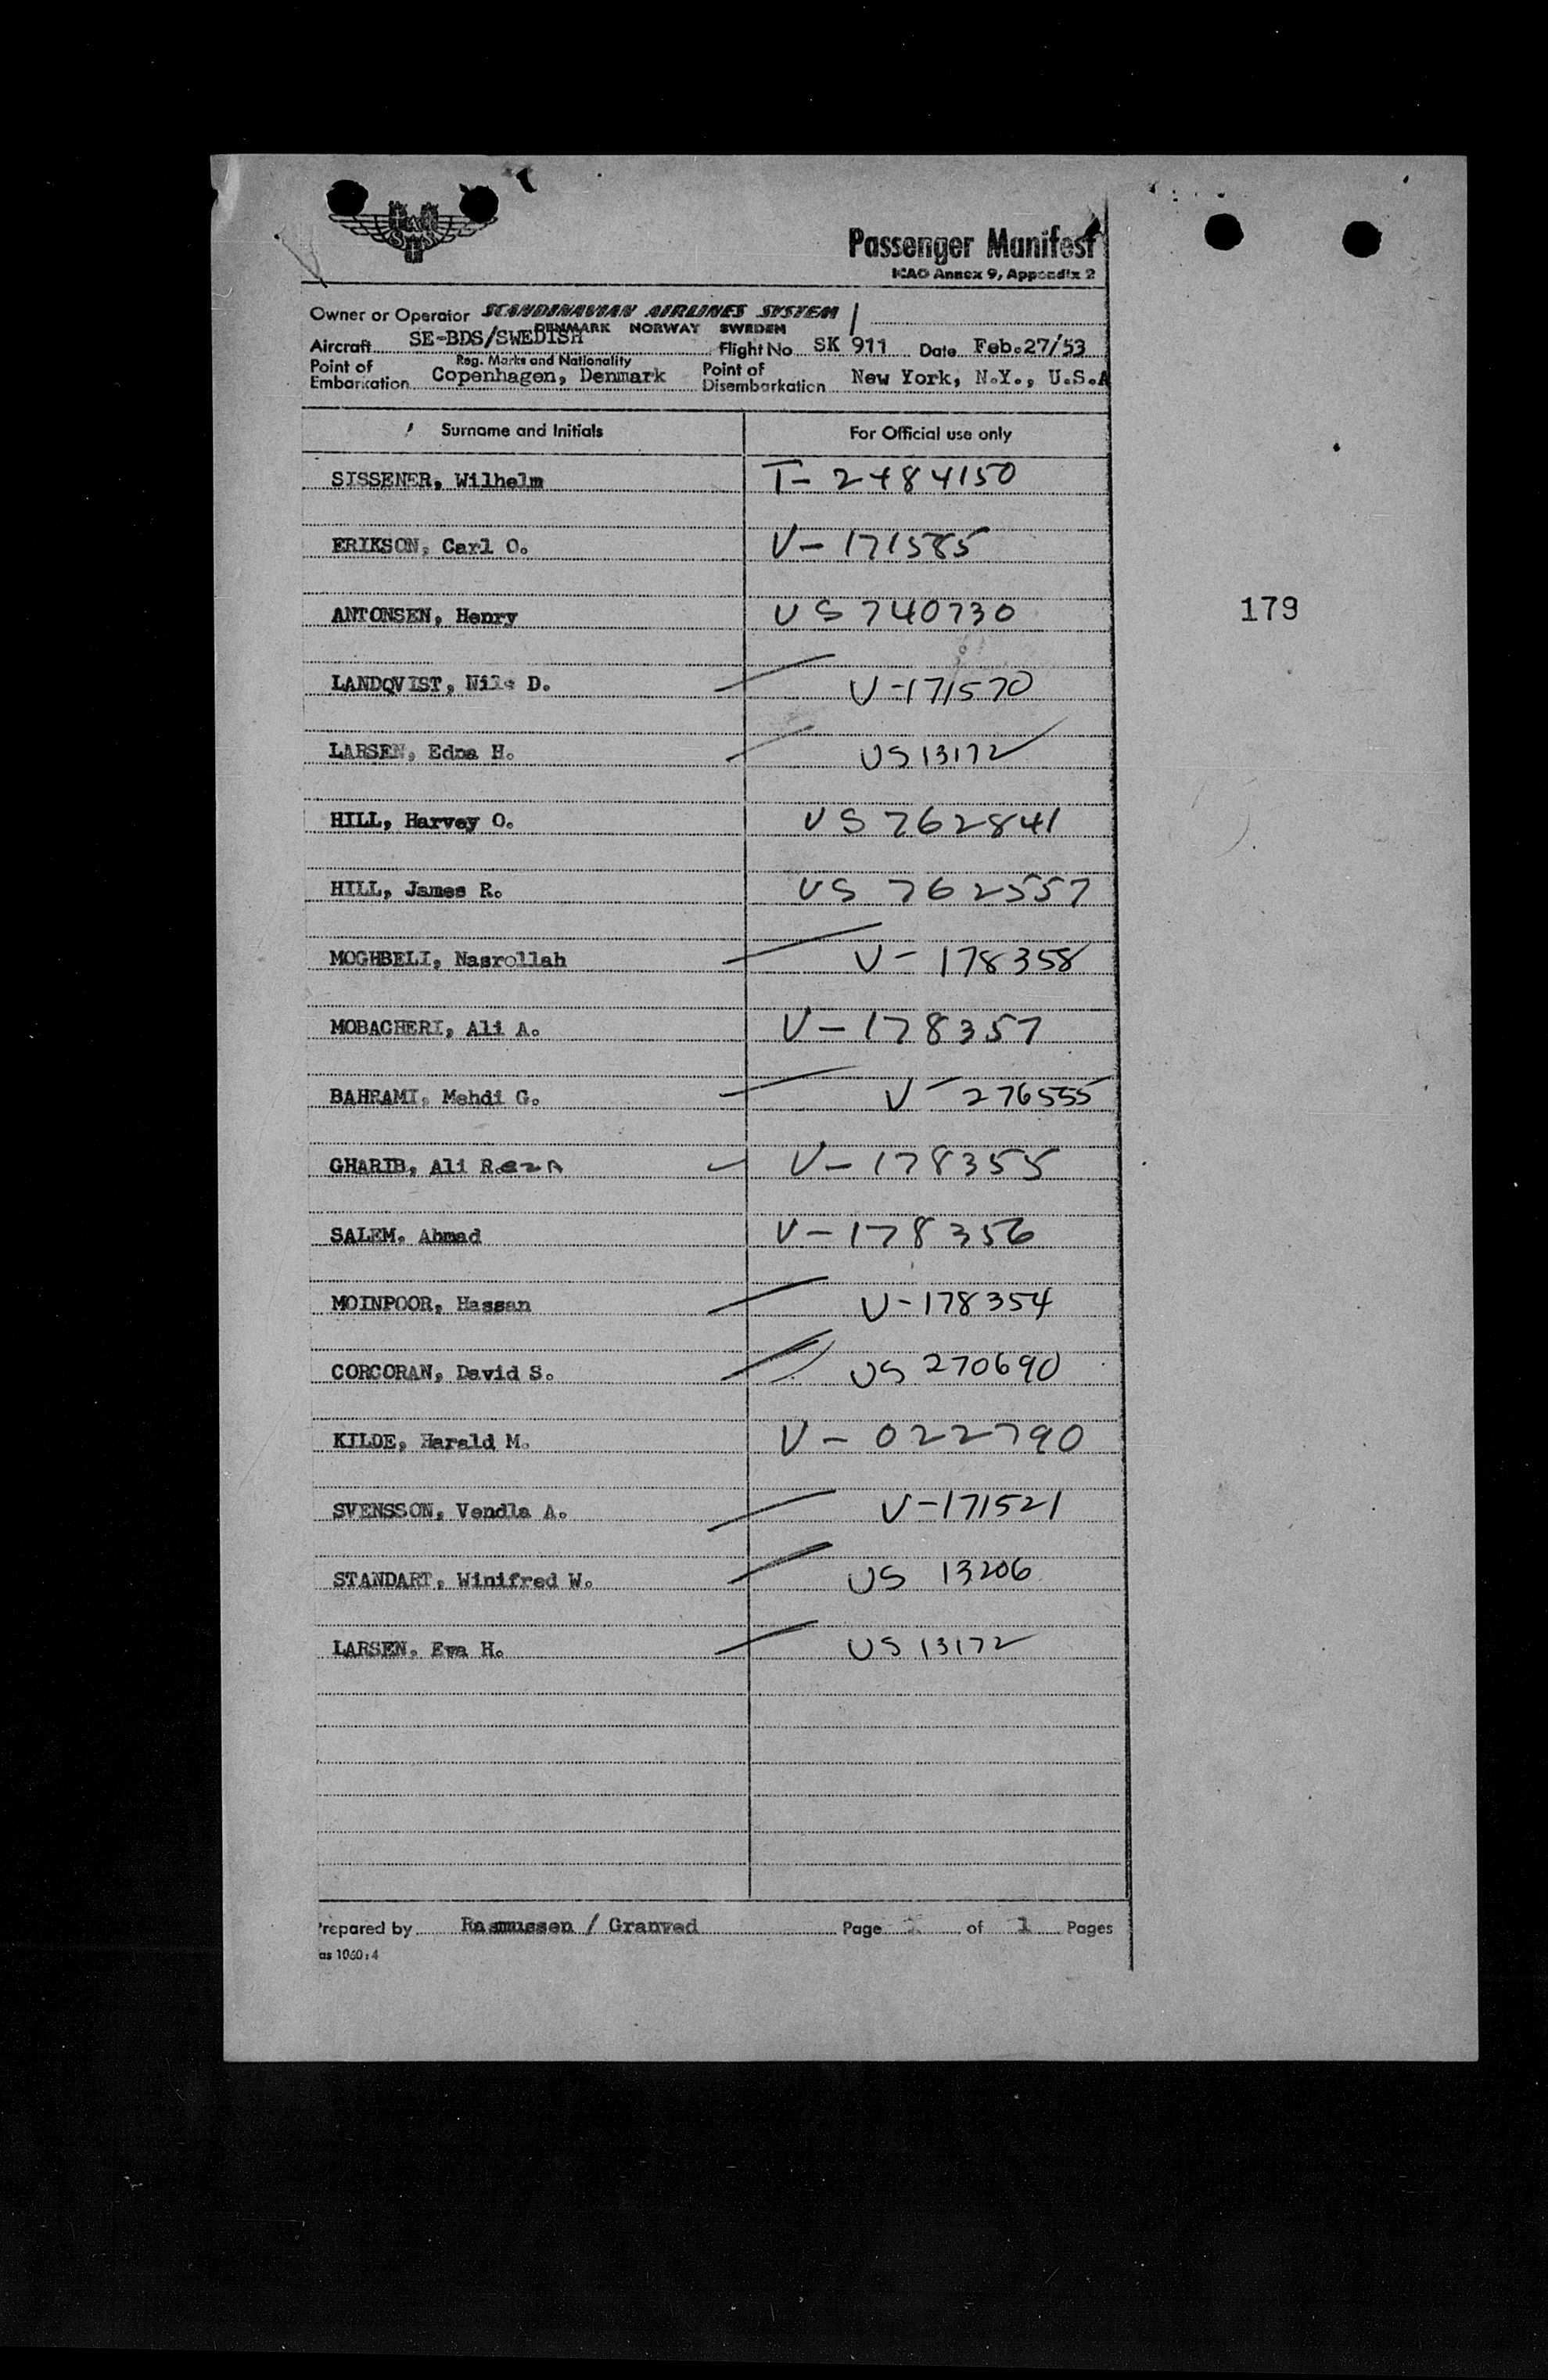 Passenger Manifest
ICAO Annex 9, Appendix 2
Owner or Operator SCANDINAVIAN AIRLINES SYSTEM
DENMARK NORWAY SWEDEN
Aircraft SE-BDS/SWEDISH Flight No SK 911 Date Feb.27/53
Reg. Marks and Nationality
Point of Embarkation Copenhagen, Denmark Point of Disembarkation New York, N.Y., U.S.A
Surname and Initials For Official use only
SISSENER, Wilhelm T- 2484150
ERIKSON, Carl O. V- 171585
ANTONSEN, Henry US 740730
179
LANDQVIST, Nils D. V-171570
LARSEN, Edna H. US 13172
HILL, Harvey O. US 762841
HILL, James R. US 762557
MOGHBELI, Nasrollah V- 178358
MOBACHERI, Ali A. V- 178357
BAHRAMI, Mehdi G. V- 276555
GHARIB, Ali Reza V- 178355
SALEM, Ahmad V- 178356
MOINPOOR, Hassan V-178354
CORCORAN, David S. US 270690
KILDE, Harald M. V- 022790
SVENSSON, Vendla A. V-171521
STANDART, Winifred W. US 13206
LARSEN, Eva H. US 13172
repared by Rasmussen / Granved Page of 1 Pages
as 1060:4